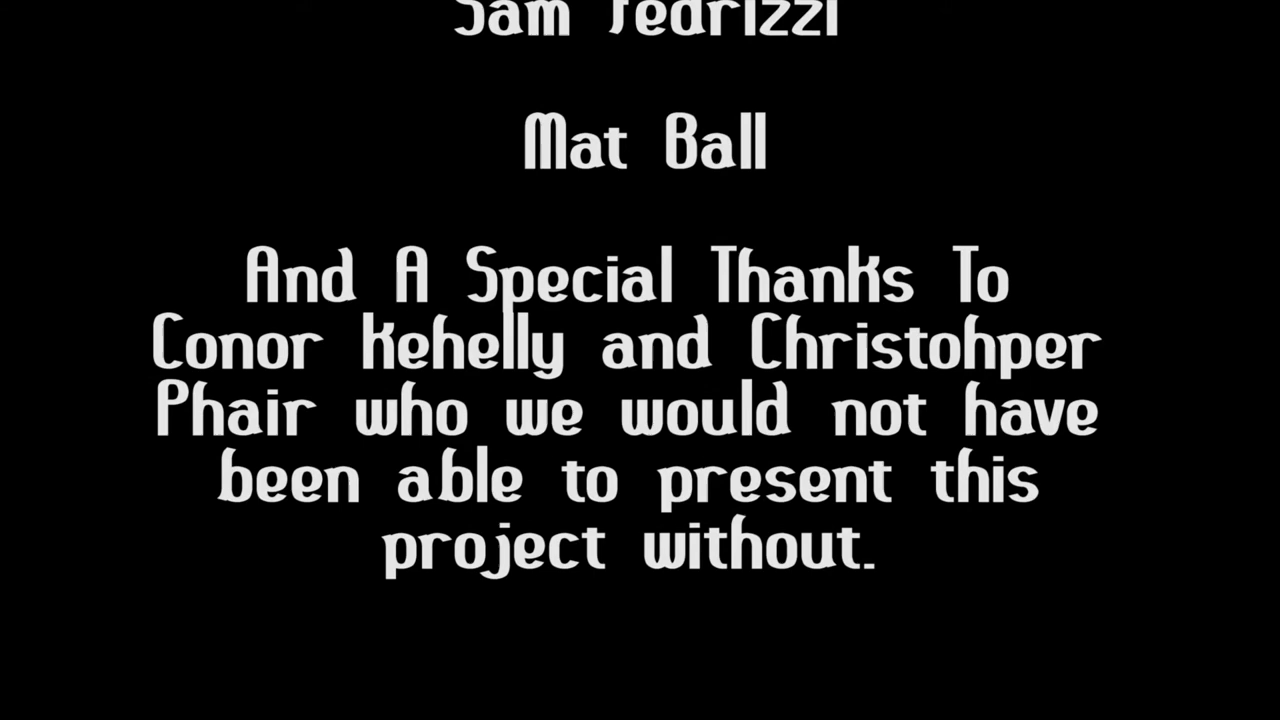 Sam
Mat Ball
And A Special Thanks To
Conor Kehelly and Christohper
Phair who we would not have
been able to present this
project without.